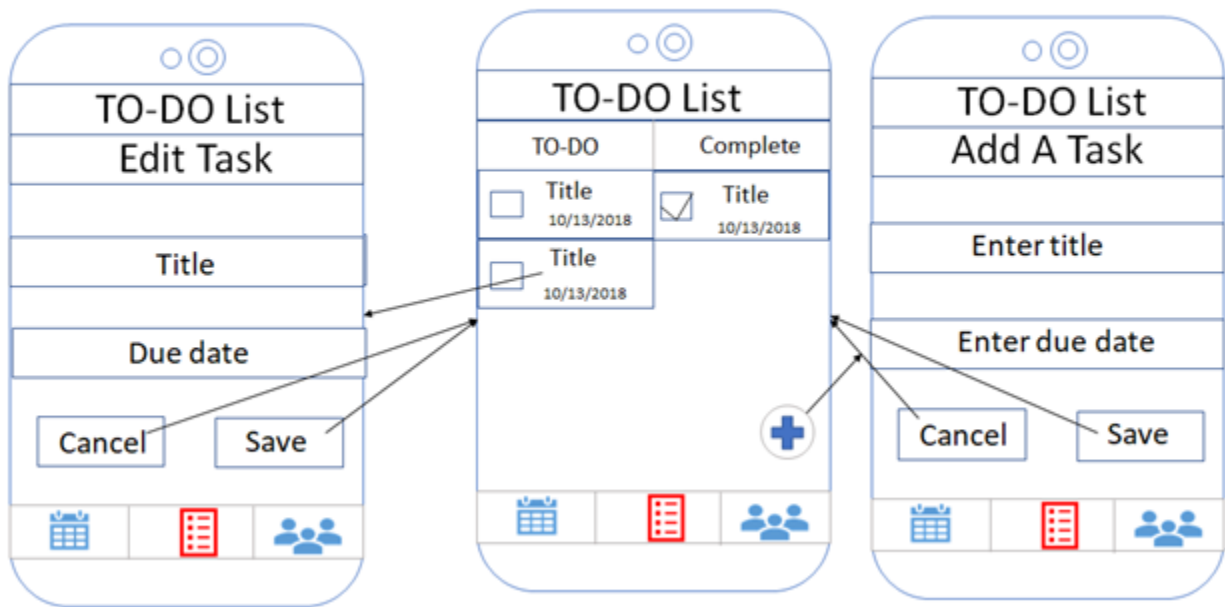 TO-DO List
Edit Task
Title
Due date
Cancel Save
TO-DO List
TO-DO Complete
Title
10/13/2018
Title
10/13/2018
Title
10/13/2018
TO-DO List
Add A Task
Enter title
Enter due date
Cancel Save